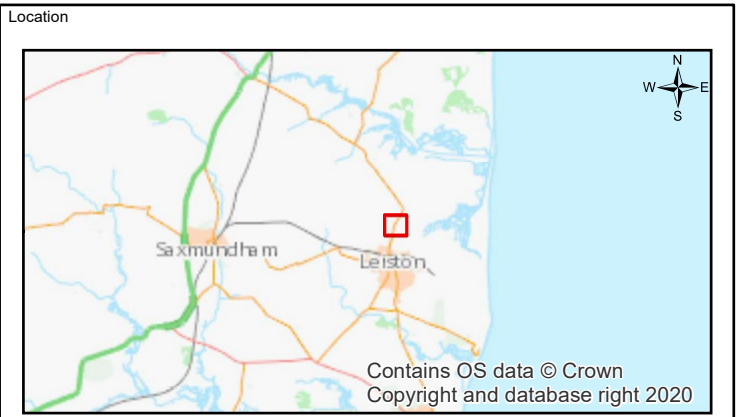 Location
N
W E
S
Saxmundham
Leiston
Contains OS data © Crown
Copyright and database right 2020